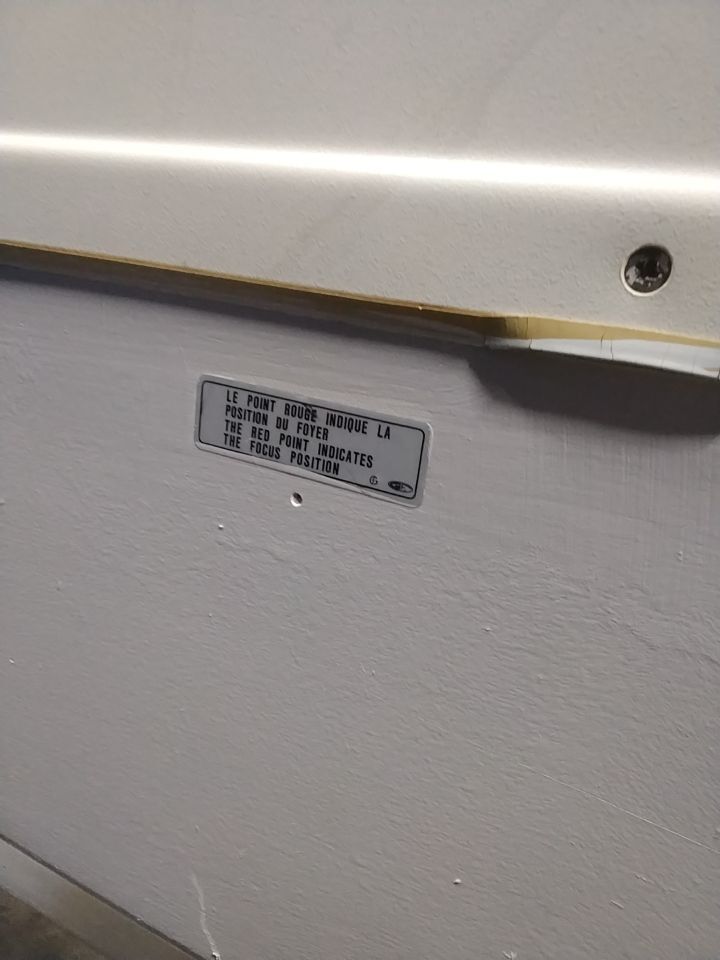 LE POINT ROUGE INDIQUE LA
POSITION DU FOYER
THE RED POINT INDICATES
THE FOCUS POSITION